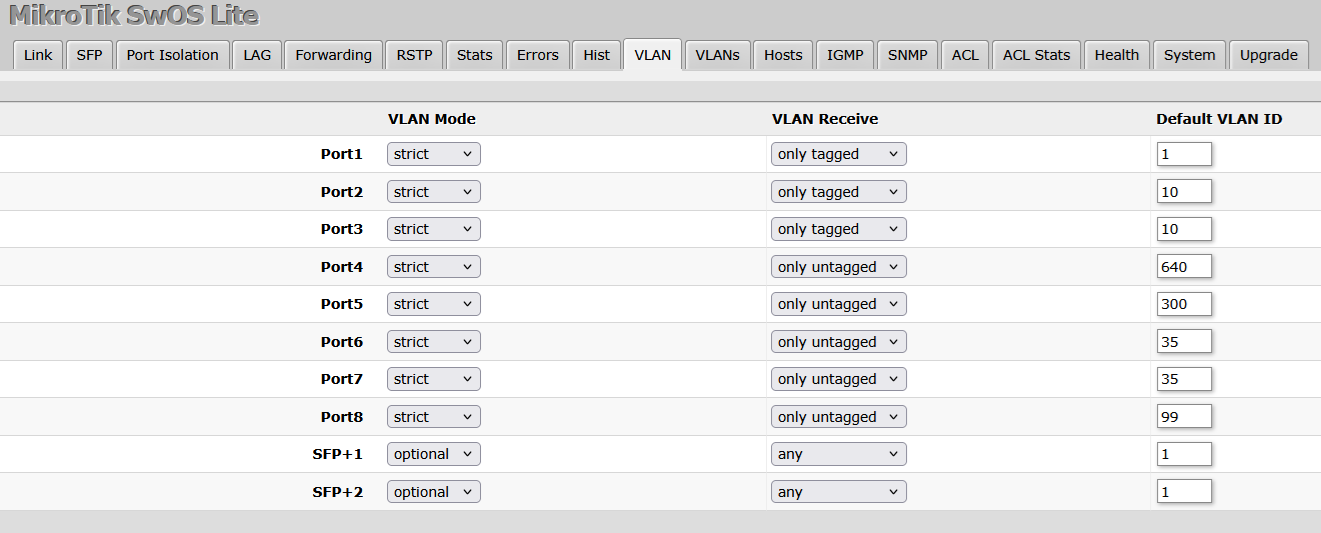 MikroTik SwOS Lite
Link SFP Port Isolation LAG Forwarding RSTP Stats Errors Hist VLAN VLANs Hosts IGMP SNMP ACL ACL Stats Health System Upgrade
VLAN Mode VLAN Receive Default VLAN ID
Port1 strict only tagged 1
Port2 strict only tagged 10
Port3 strict only tagged 10
Port4 strict only untagged 640
Port5 strict only untagged 300
Port6 strict only untagged 35
Port7 strict only untagged 35
Port8 strict only untagged 99
SFP+1 optional any 1
SFP+2 optional any 1